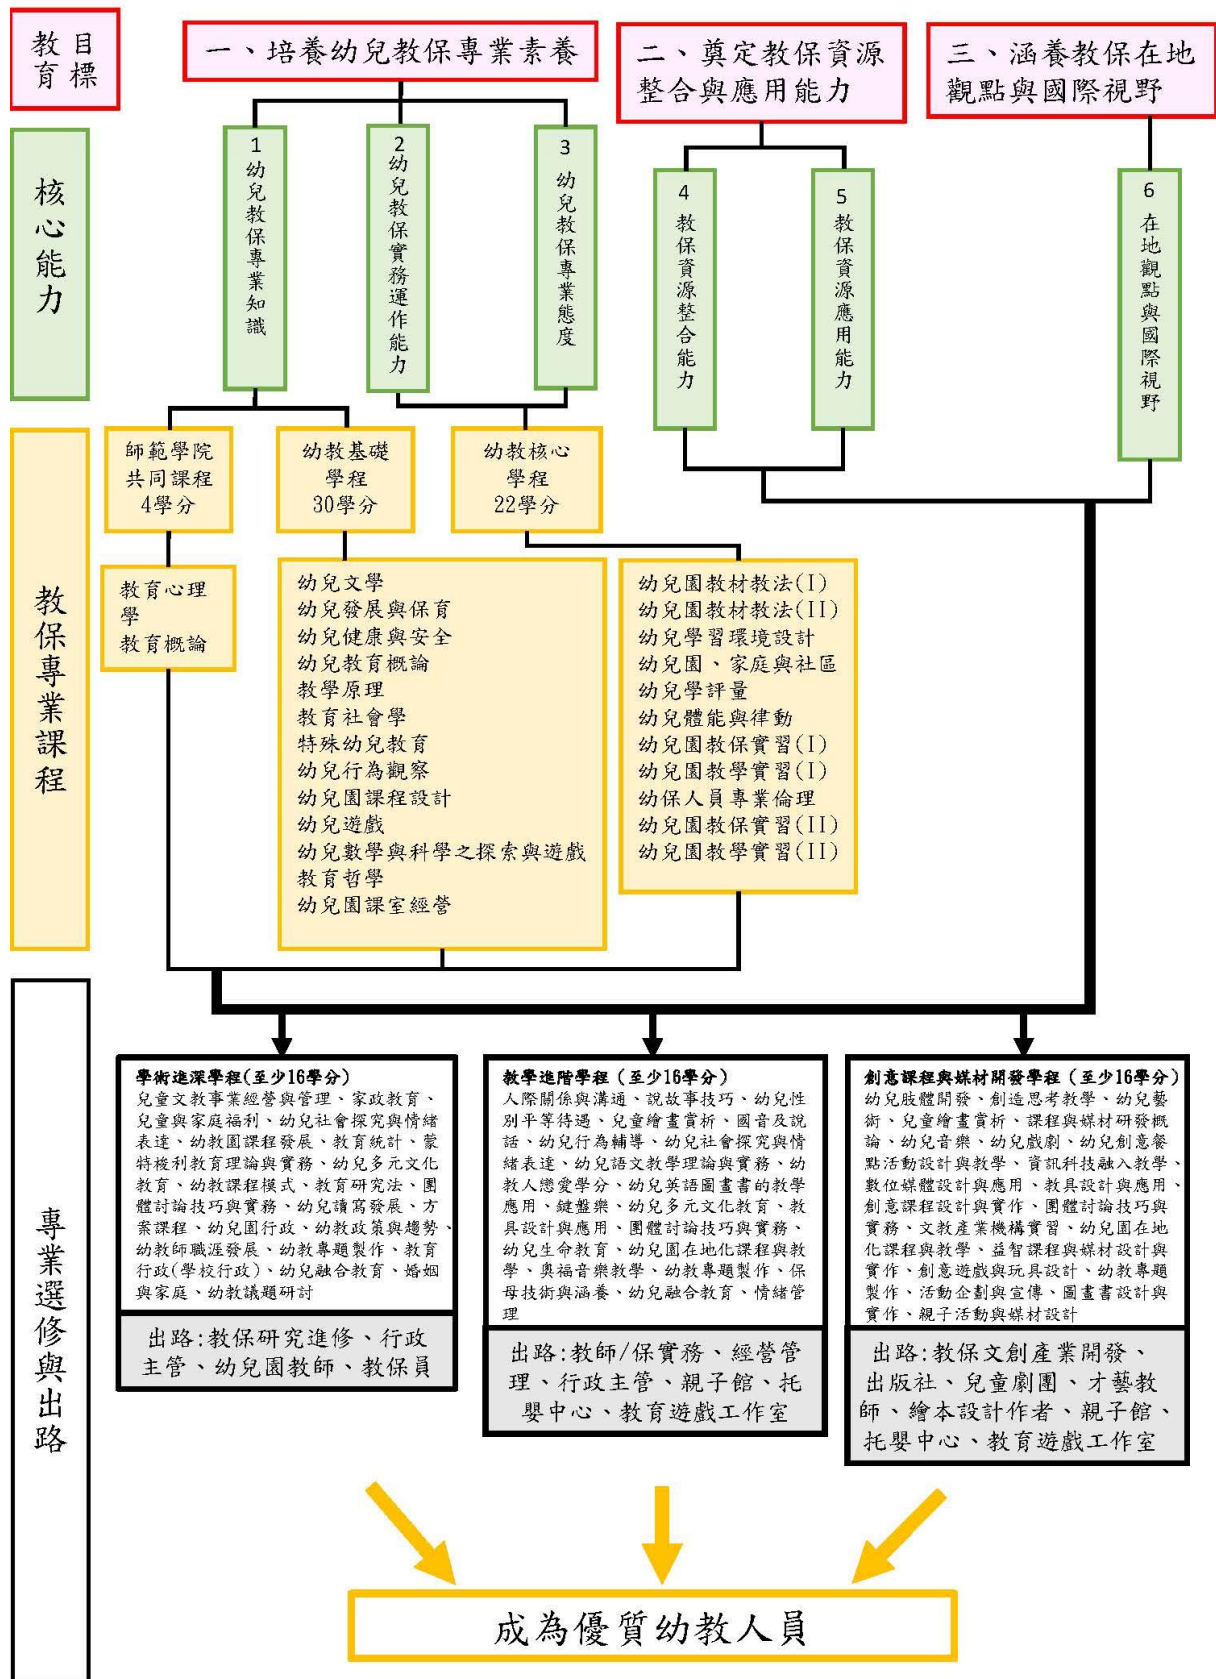 教目
育標
一、培養幼兒教保專業素養
二、奠定教保資源
整合與應用能力
三、涵養教保在地
觀點與國際視野
核心能力
1幼兒教保專業知識
2幼兒教保實務運作能力
3幼兒教保專業態度
4教保資源整合能力
5教保資源應用能力
6在地觀點與國際視野
教保專業課程
師範學院
共同課程
4學分
幼教基礎
學程
30學分
幼教核心
學程
22學分
教育心理
學
教育概論
幼兒文學
幼兒發展與保育
幼兒健康與安全
幼兒教育概論
教學原理
教育社會學
特殊幼兒教育
幼兒行為觀察
幼兒園課程設計
幼兒遊戲
幼兒數學與科學之探索與遊戲
教育哲學
幼兒園課室經營
幼兒園教材教法(I)
幼兒園教材教法(II)
幼兒學習環境設計
幼兒園、家庭與社區
幼兒學評量
幼兒體能與律動
幼兒園教保實習(I)
幼兒園教學實習(I)
幼保人員專業倫理
幼兒園教保實習(II)
幼兒園教學實習(II)
專業選修與出路
學術進深學程(至少16學分)
兒童文教事業經營與管理、家政教育、
兒童與家庭福利、幼兒社會探究與情緒
表達、幼教園課程發展、教育統計、蒙
特梭利教育理論與實務、幼兒多元文化
教育、幼教課程模式、教育研究法、團
體討論技巧與實務、幼兒讀寫發展、方
案課程、幼兒園行政、幼教政策與趨勢、
幼教師職涯發展、幼教專題製作、教育
行政(學校行政)、幼兒融合教育、婚姻
與家庭、幼教議題研討
出路:教保研究進修、行政
主管、幼兒園教師、教保員
教學進階學程（至少16學分）
人際關係與溝通、說故事技巧、幼兒性
別平等待遇、兒童繪畫賞析、國音及說
話、幼兒行為輔導、幼兒社會探究與情
緒表達、幼兒語文教學理論與實務、幼
教人戀愛學分、幼兒英語圖畫書的教學
應用、鍵盤樂、幼兒多元文化教育、教
具設計與應用、團體討論技巧與實務、
幼兒生命教育、幼兒園在地化課程與教
學、奧福音樂教學、幼教專題製作、保
母技術與涵養、幼兒融合教育、情緒管
理
出路:教師/保實務、經營管
理、行政主管、親子館、托
嬰中心、教育遊戲工作室
創意課程與媒材開發學程（至少16學分）
幼兒肢體開發、創造思考教學、幼兒藝
術、兒童繪畫賞析、課程與媒材研發概
論、幼兒音樂、幼兒戲劇、幼兒創意餐
點活動設計與教學、資訊科技融入教學、
數位媒體設計與應用、教具設計與應用、
創意課程設計與實作、團體討論技巧與
實務、文教產業機構實習、幼兒園在地
化課程與教學、益智課程與媒材設計與
實作、創意遊戲與玩具設計、幼教專題
製作、活動企劃與宣傳、圖畫書設計與
實作、親子活動與媒材設計
出路:教保文創產業開發、
出版社、兒童劇團、才藝教
師、繪本設計作者、親子館、
托嬰中心、教育遊戲工作室
成為優質幼教人員